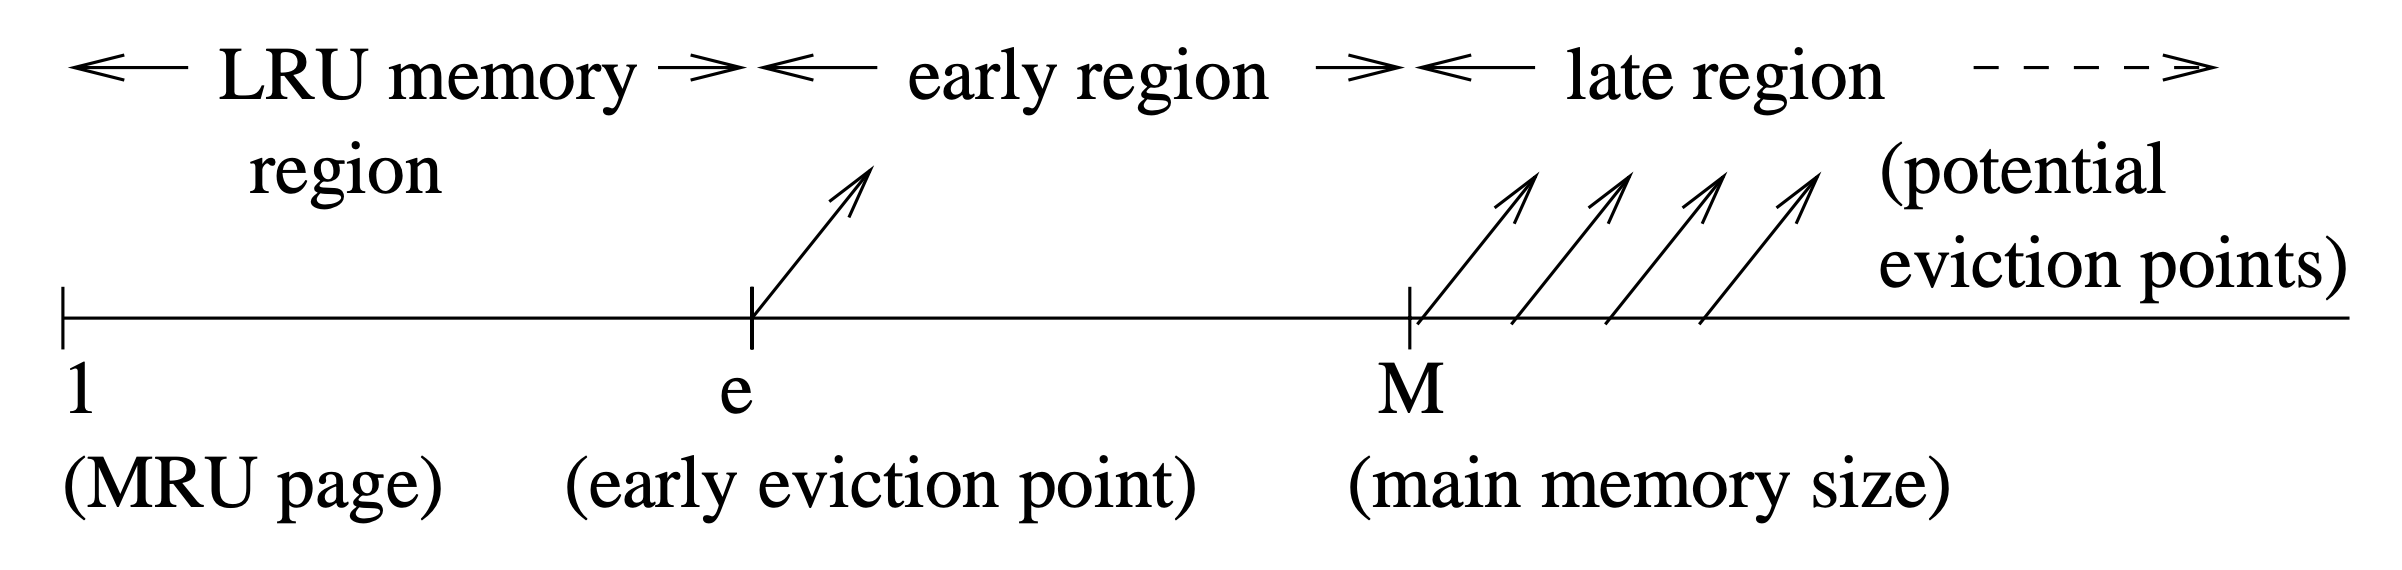 LRU memory region
early region
late region
(potential eviction points)
1
e
M
(MRU page)
(early eviction point)
(main memory size)